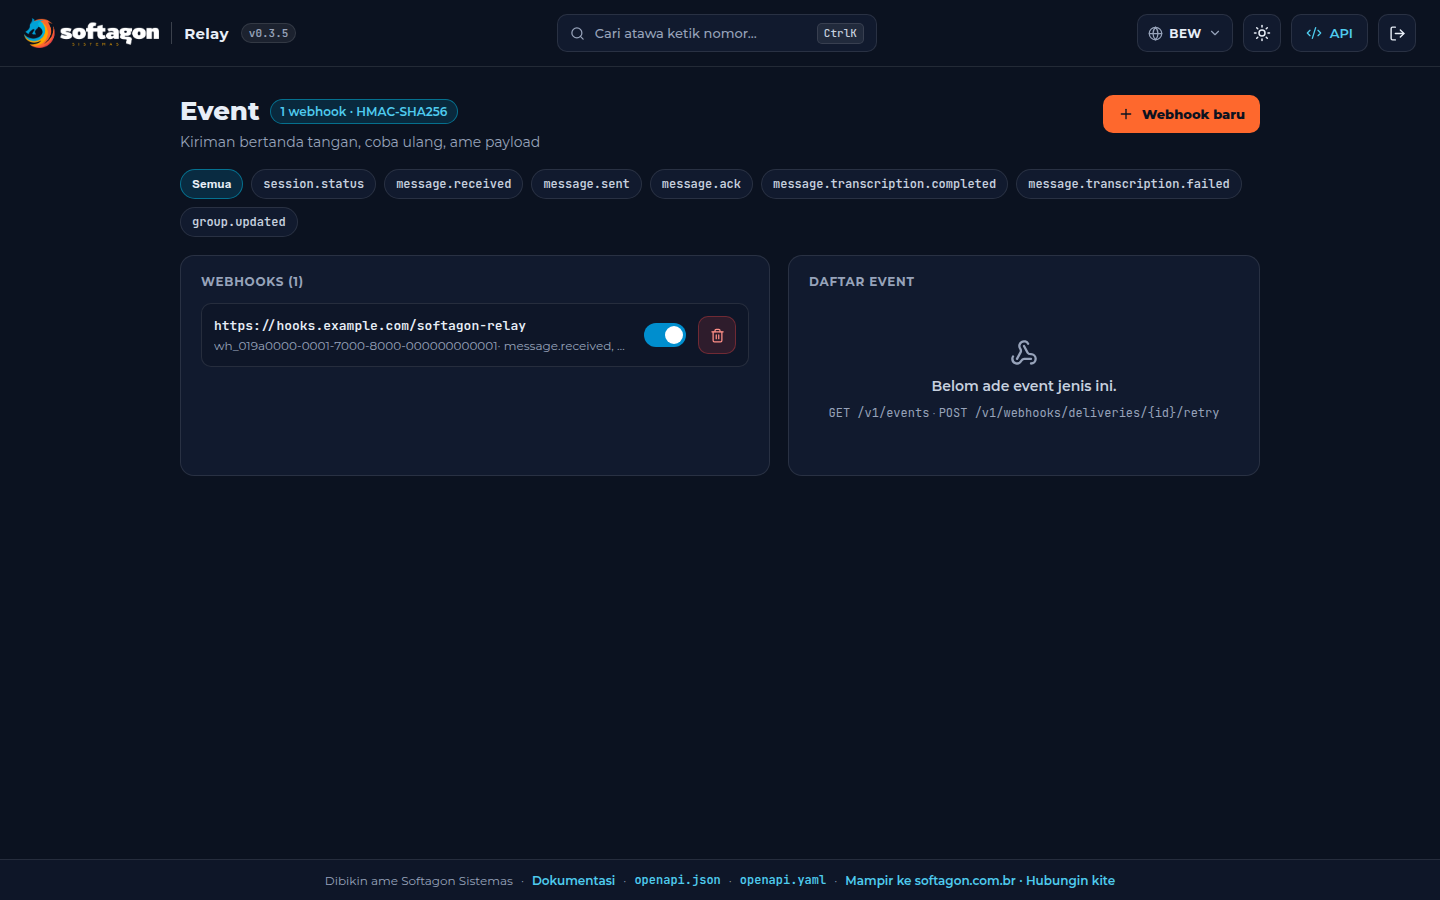 softagon
SISTEMAS
Relay
v0.3.5
Cari atawa ketik nomor...
CtrlK
BEW
API
Event
1 webhook · HMAC-SHA256
Webhook baru
Kiriman bertanda tangan, coba ulang, ame payload
Semua
session.status
message.received
message.sent
message.ack
message.transcription.completed
message.transcription.failed
group.updated
WEBHOOKS (1)
https://hooks.example.com/softagon-relay
wh_019a0000-0001-7000-8000-000000000001· message.received, ...
DAFTAR EVENT
Belom ade event jenis ini.
GET /v1/events · POST /v1/webhooks/deliveries/{id}/retry
Dibikin ame Softagon Sistemas · Dokumentasi · openapi.json · openapi.yaml · Mampir ke softagon.com.br · Hubungin kite